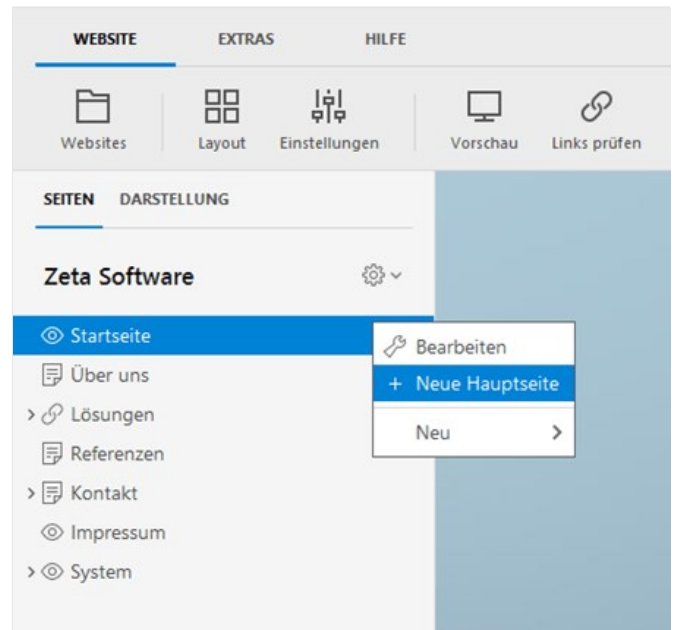 WEBSITE EXTRAS HILFE
Websites Layout Einstellungen Vorschau Links prüfen
SEITEN DARSTELLUNG
Zeta Software
Startseite
Bearbeiten
Über uns
Neue Hauptseite
Lösungen
Neu
Referenzen
Kontakt
Impressum
System